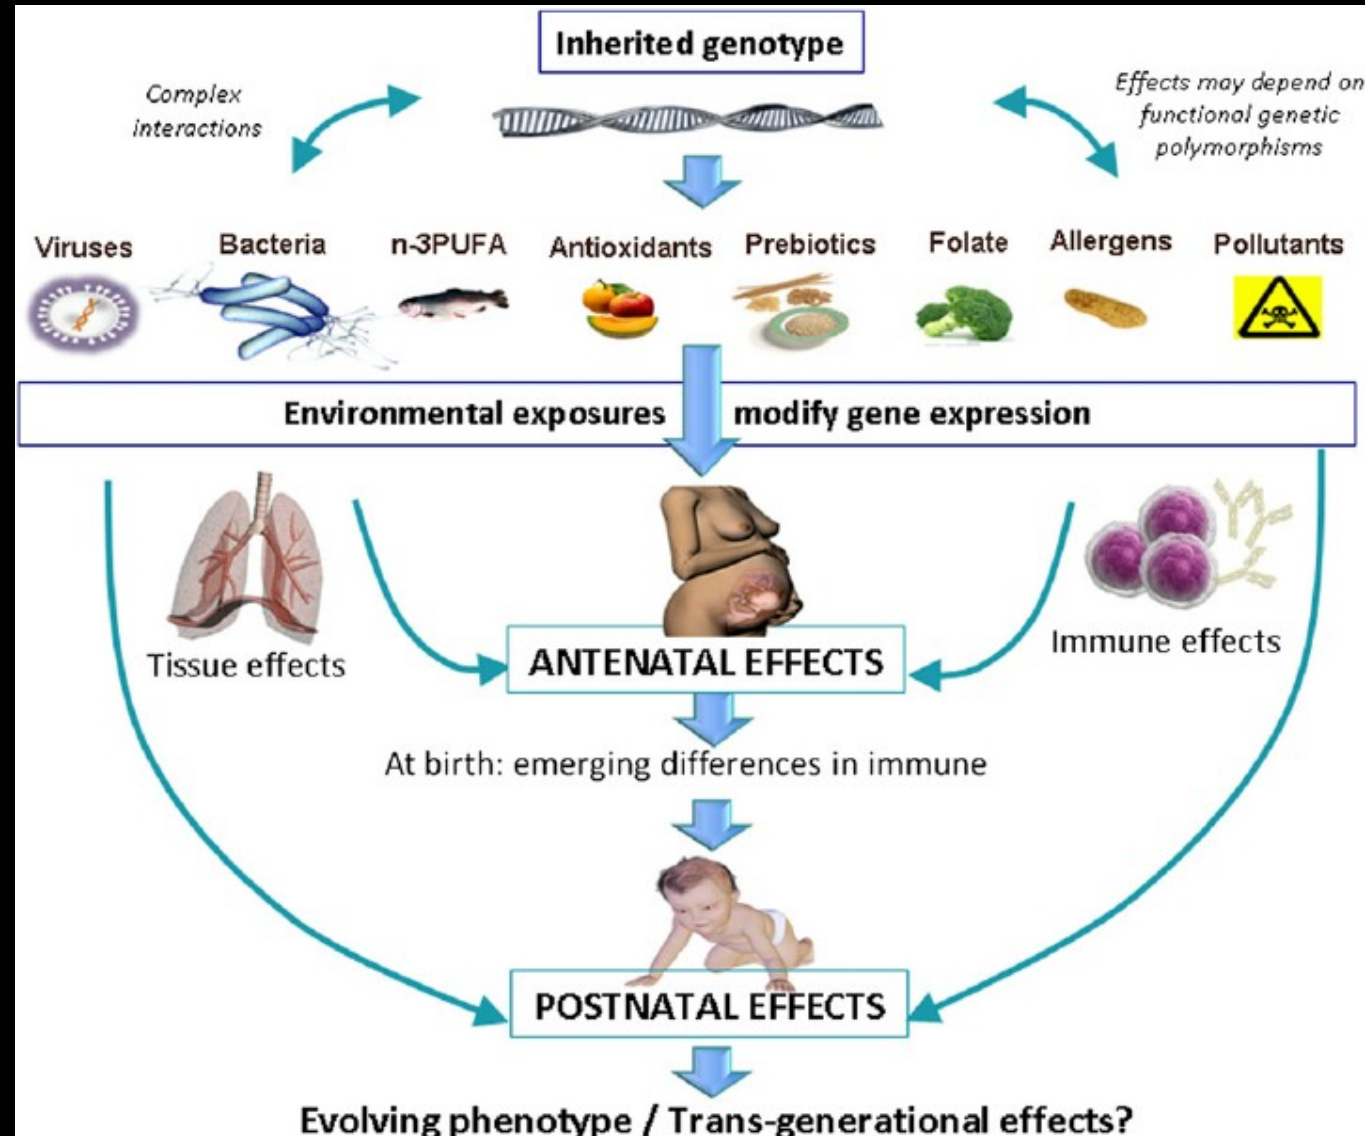 Inherited genotype
Complex
interactions
Effects may depend on
functional genetic
polymorphisms
Viruses
Bacteria
n-3PUFA
Antioxidants
Prebiotics
Folate
Allergens
Pollutants
Environmental exposures modify gene expression
Tissue effects
Immune effects
ANTENATAL EFFECTS
At birth: emerging differences in immune
POSTNATAL EFFECTS
Evolving phenotype / Trans-generational effects?